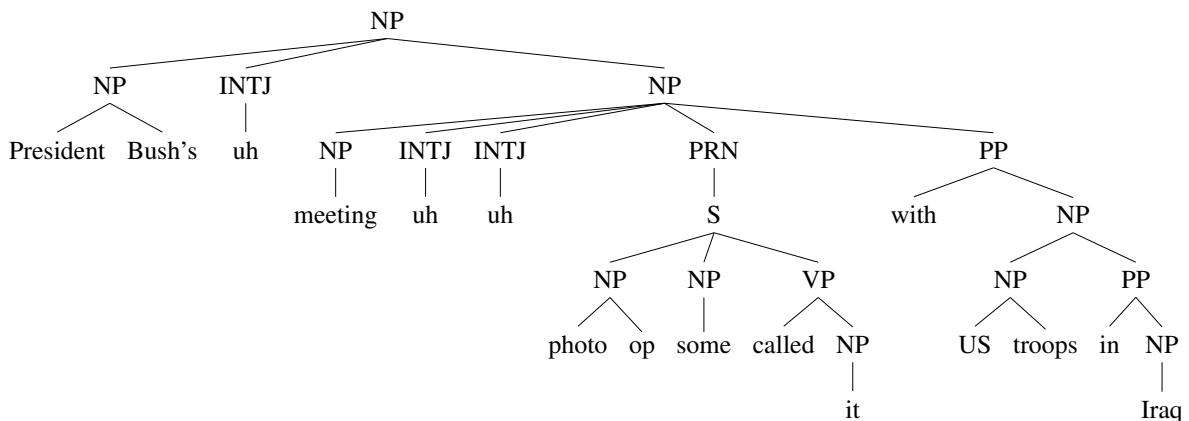 NP
NP INTJ NP
President Bush's uh NP INTJ INTJ PRN PP
meeting uh uh S with NP
NP NP VP NP PP
photo op some called NP US troops in NP
it Iraq